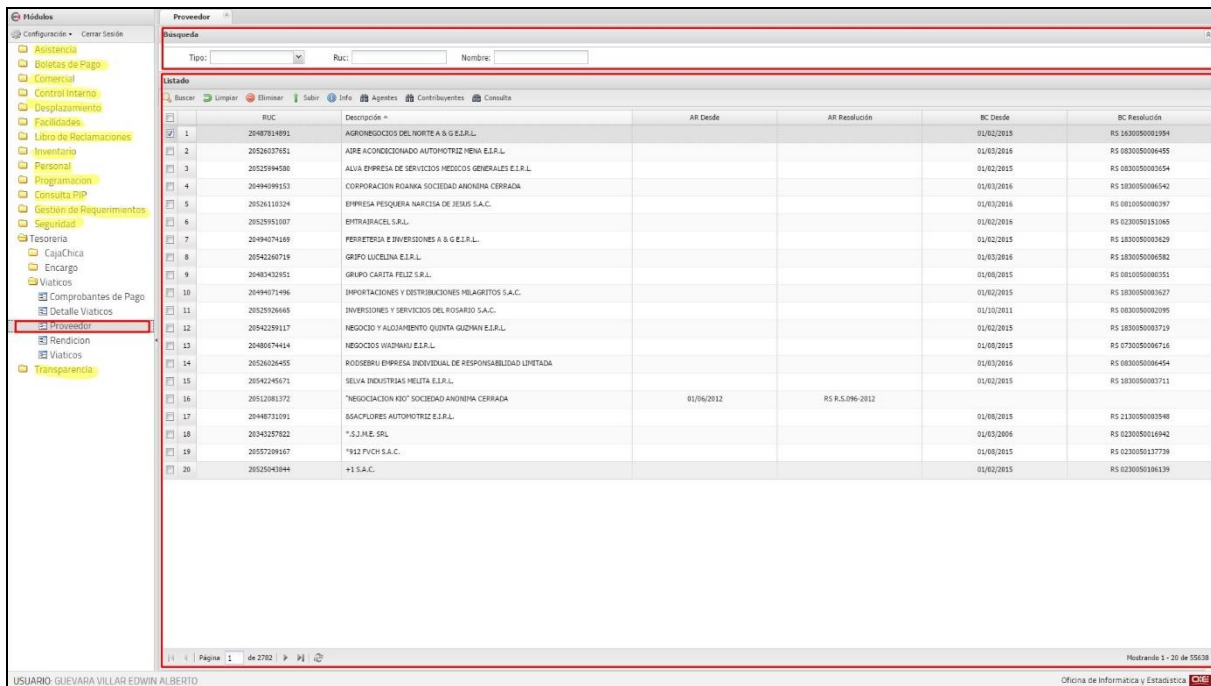 Módulos
Configuración Cerrar Sesión
Asistencia
Boletas de Pago
Comercial
Control Interno
Desplazamiento
Facilidades
Libro de Reclamaciones
Inventario
Personal
Programacion
Consulta PIP
Gestión de Requerimientos
Seguridad
Tesoreria
CajaChica
Encargo
Viaticos
Comprobantes de Pago
Detalle Viaticos
Proveedor
Rendicion
Viaticos
Transparencia
Proveedor
Búsqueda
Tipo: Ruc: Nombre:
Listado
Buscar Limpiar Eliminar Subir Info Agentes Contribuyentes Consulta
RUC Descripción AR Desde AR Resolución BC Desde BC Resolución
1 20487814891 AGRONEGOCIOS DEL NORTE A & G E.I.R.L. 01/02/2015 RS 1630050001954
2 20526037651 AIRE ACONDICIONADO AUTOMOTRIZ MENA E.I.R.L. 01/03/2016 RS 0830050006455
3 20525994580 ALVA EMPRESA DE SERVICIOS MEDICOS GENERALES E.I.R.L. 01/02/2015 RS 0830050003654
4 20494099153 CORPORACION ROANKA SOCIEDAD ANONIMA CERRADA 01/03/2016 RS 1830050006542
5 20526110324 EMPRESA PESQUERA NARCISA DE JESUS S.A.C. 01/03/2016 RS 0810050000397
6 20525951007 EMTRAIRACEL S.R.L. 01/02/2016 RS 0230050151065
7 20494074169 FERRETERIA E INVERSIONES A & G E.I.R.L. 01/02/2015 RS 1830050003629
8 20542260719 GRIFO LUCELINA E.I.R.L. 01/03/2016 RS 1830050006582
9 20483432951 GRUPO CARITA FELIZ S.R.L. 01/08/2015 RS 0810050000351
10 20494071496 IMPORTACIONES Y DISTRIBUCIONES MILAGRITOS S.A.C. 01/02/2015 RS 1830050003627
11 20525926665 INVERSIONES Y SERVICIOS DEL ROSARIO S.A.C. 01/10/2011 RS 0830050002095
12 20542259117 NEGOCIO Y ALOJAMIENTO QUINTA GUZMAN E.I.R.L. 01/02/2015 RS 1830050003719
13 20480674414 NEGOCIOS WAIMAKU E.I.R.L. 01/08/2015 RS 0730050006716
14 20526026455 RODSEBRU EMPRESA INDIVIDUAL DE RESPONSABILIDAD LIMITADA 01/03/2016 RS 0830050006454
15 20542245671 SELVA INDUSTRIAS MELITA E.I.R.L. 01/02/2015 RS 1830050003711
16 20512081372 "NEGOCIACION KIO" SOCIEDAD ANONIMA CERRADA 01/06/2012 RS R.S.096-2012
17 20448731091 &SACFLORES AUTOMOTRIZ E.I.R.L. 01/08/2015 RS 2130050003548
18 20343257822 *.S.J.M.E. SRL 01/03/2006 RS 0230050016942
19 20557209167 *912 FVCH S.A.C. 01/08/2015 RS 0230050137739
20 20525043044 +1 S.A.C. 01/02/2015 RS 0230050106139
Página 1 de 2782 Mostrando 1 - 20 de 55638
USUARIO: GUEVARA VILLAR EDWIN ALBERTO Oficina de Informatica y Estadistica